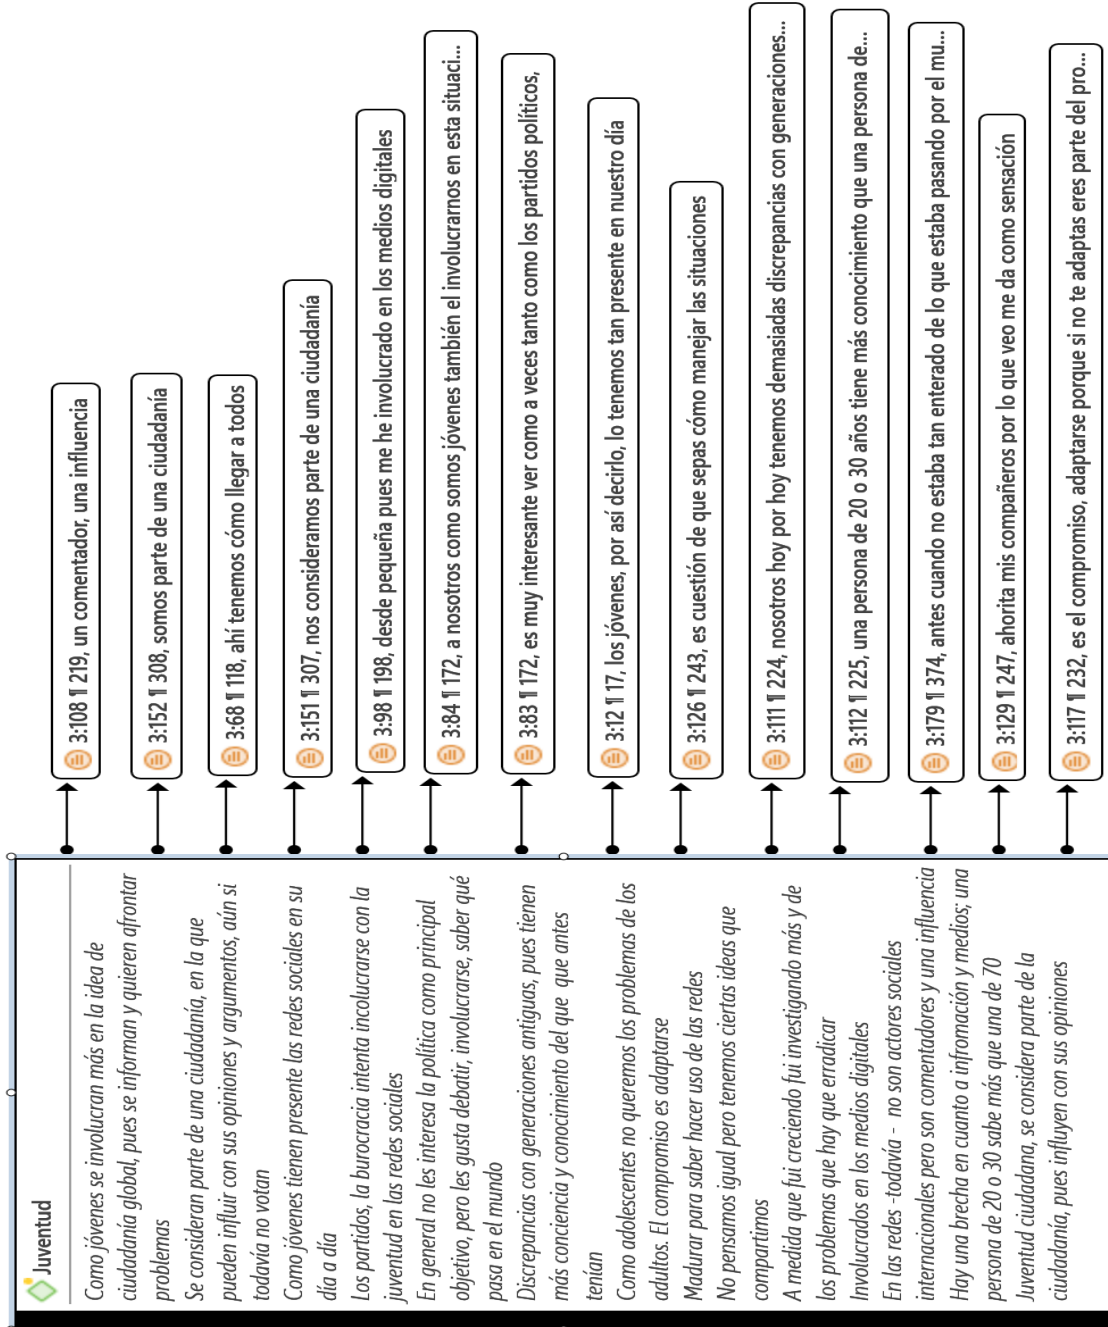 Juventud
Como jóvenes se involucran más en la idea de
ciudadanía global, pues se informan y quieren afrontar
problemas
Se consideran parte de una ciudadanía, en la que
pueden influir con sus opiniones y argumentos, aún si
todavía no votan
Como jóvenes tienen presente las redes sociales en su
día a día
Los partidos, la burocracia intenta incolucrarse con la
juventud en las redes sociales
En general no les interesa la política como principal
objetivo, pero les gusta debatir, involucrarse, saber qué
pasa en el mundo
Discrepancias con generaciones antiguas, pues tienen
más conciencia y conocimiento del que que antes
tenían
Como adolescentes no queremos los problemas de los
adultos. El compromiso es adaptarse
Madurar para saber hacer uso de las redes
No pensamos igual pero tenemos ciertas ideas que
compartimos
A medida que fui creciendo fui investigando más y de
los problemas que hay que erradicar
Involucrados en los medios digitales
En las redes -todavía - no son actores sociales
internacionales pero son comentadores y una influencia
Hay una brecha en cuanto a infromación y medios; una
persona de 20 o 30 sabe más que una de 70
Juventud ciudadana, se considera parte de la
ciudadanía, pues influyen con sus opiniones
3:108 ¶ 219, un comentador, una influencia
3:152 ¶ 308, somos parte de una ciudadanía
3:68 ¶ 118, ahí tenemos cómo llegar a todos
3:151 ¶ 307, nos consideramos parte de una ciudadanía
3:98 ¶ 198, desde pequeña pues me he involucrado en los medios digitales
3:84 ¶ 172, a nosotros como somos jóvenes también el involucrarnos en esta situaci...
3:83 ¶ 172, es muy interesante ver como a veces tanto como los partidos políticos,
3:12 ¶ 17, los jóvenes, por así decirlo, lo tenemos tan presente en nuestro día
3:126 ¶ 243, es cuestión de que sepas cómo manejar las situaciones
3:111 ¶ 224, nosotros hoy por hoy tenemos demasiadas discrepancias con generaciones...
3:112 ¶ 225, una persona de 20 o 30 años tiene más conocimiento que una persona de...
3:179 ¶ 374, antes cuando no estaba tan enterado de lo que estaba pasando por el mu...
3:129 ¶ 247, ahorita mis compañeros por lo que veo me da como sensación
3:117 ¶ 232, es el compromiso, adaptarse porque si no te adaptas eres parte del pro...